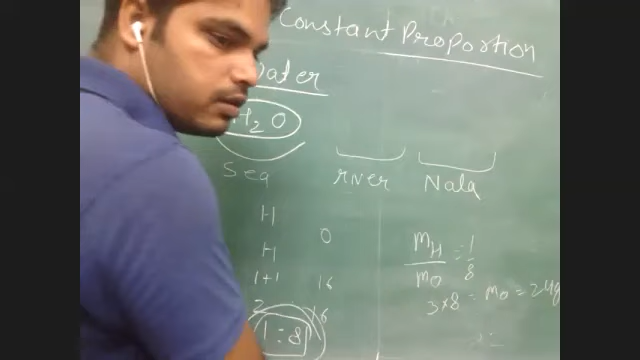 Constant Proportion
Water
H₂O
Sea river Nala
H
O
H
1+1 16
2 16
1 : 8
mH / mO = 1/8
3×8 = mO = 24g